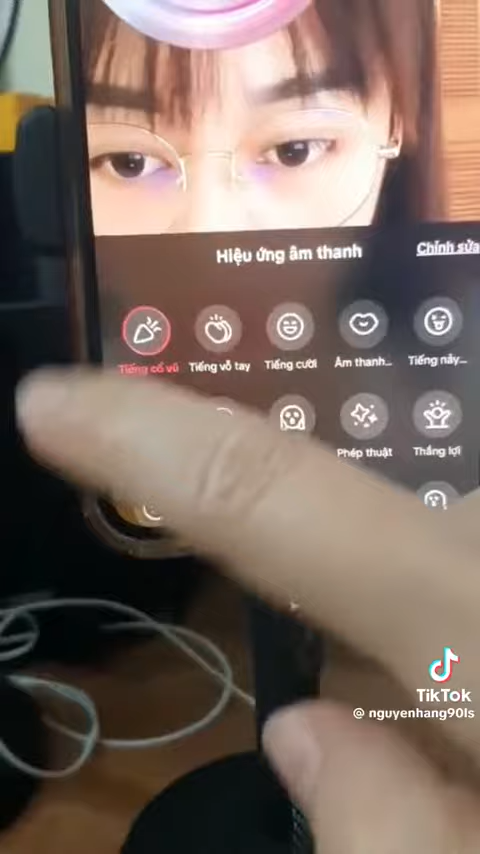 Hiệu ứng âm thanh
Chỉnh sửa
Tiếng cổ vũ
Tiếng vỗ tay
Tiếng cười
Âm thanh...
Tiếng nảy...
Phép thuật
Thắng lợi
TikTok
@ nguyenhang90ls